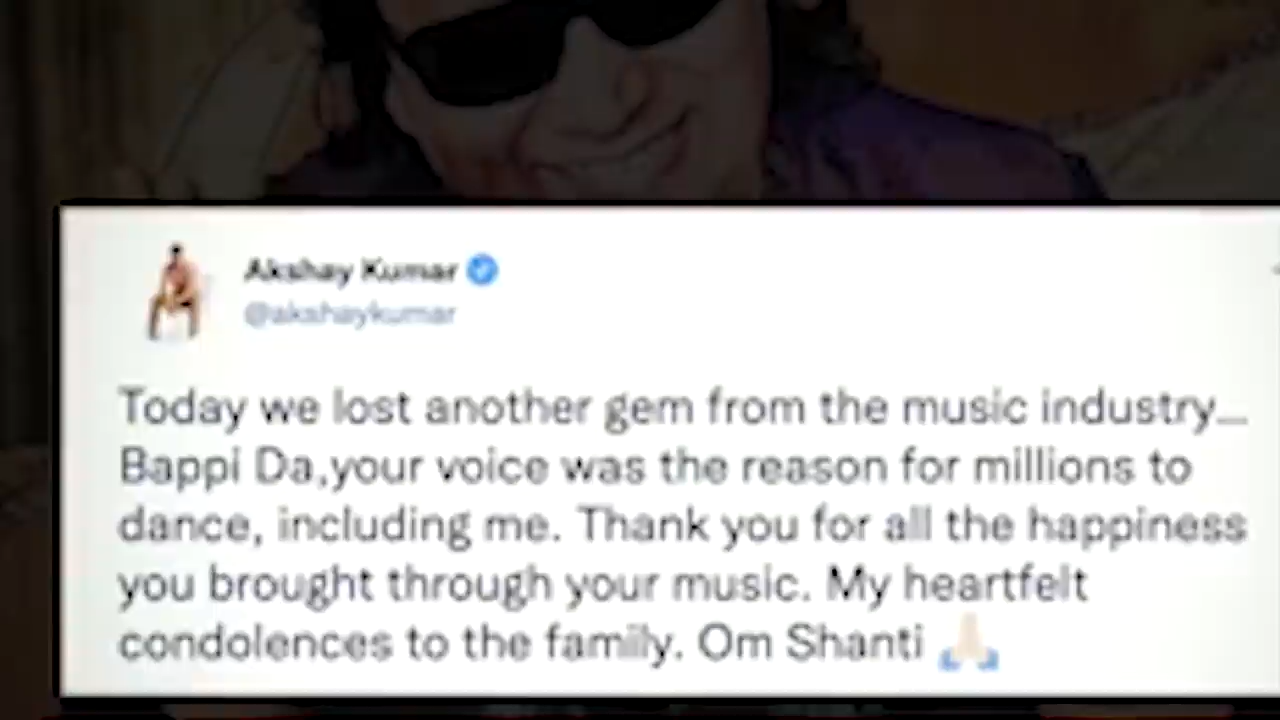 Akshay Kumar
@akshaykumar
Today we lost another gem from the music industry...
Bappi Da,your voice was the reason for millions to
dance, including me. Thank you for all the happiness
you brought through your music. My heartfelt
condolences to the family. Om Shanti 🙏🏻